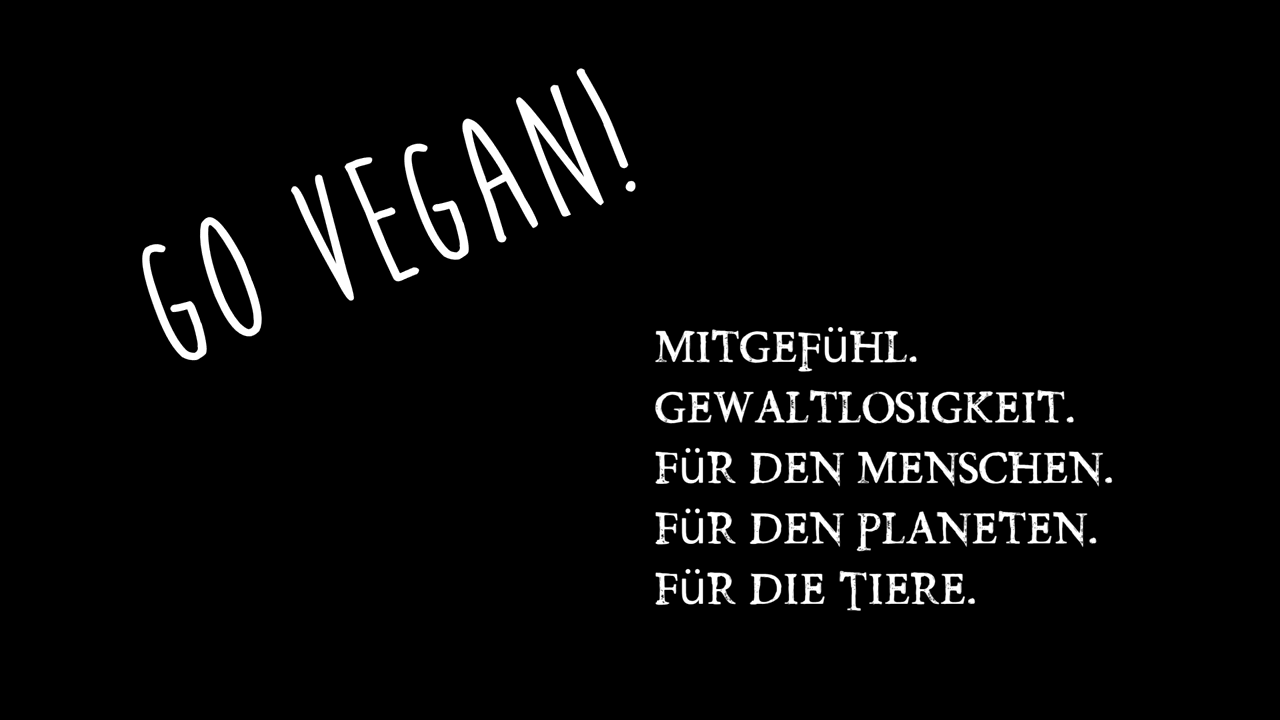 GO VEGAN!
MITGEFÜHL.
GEWALTLOSIGKEIT.
FÜR DEN MENSCHEN.
FÜR DEN PLANETEN.
FÜR DIE TIERE.